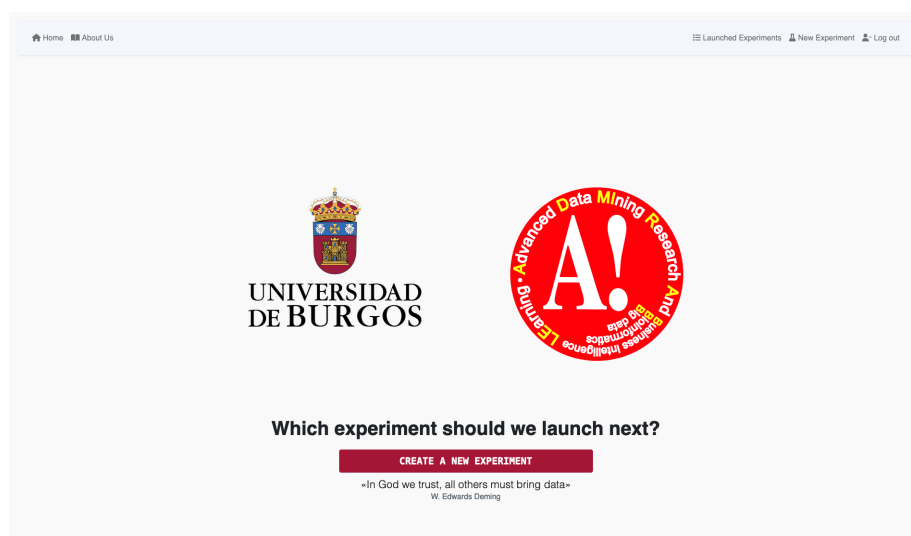 Home About Us Launched Experiments New Experiment Log out
UNIVERSIDAD
DE BURGOS
Advanced Data MIning Research And Business Intelligence LEarning •
Bioinformatics
Big data
A!
Which experiment should we launch next?
CREATE A NEW EXPERIMENT
«In God we trust, all others must bring data»
W. Edwards Deming